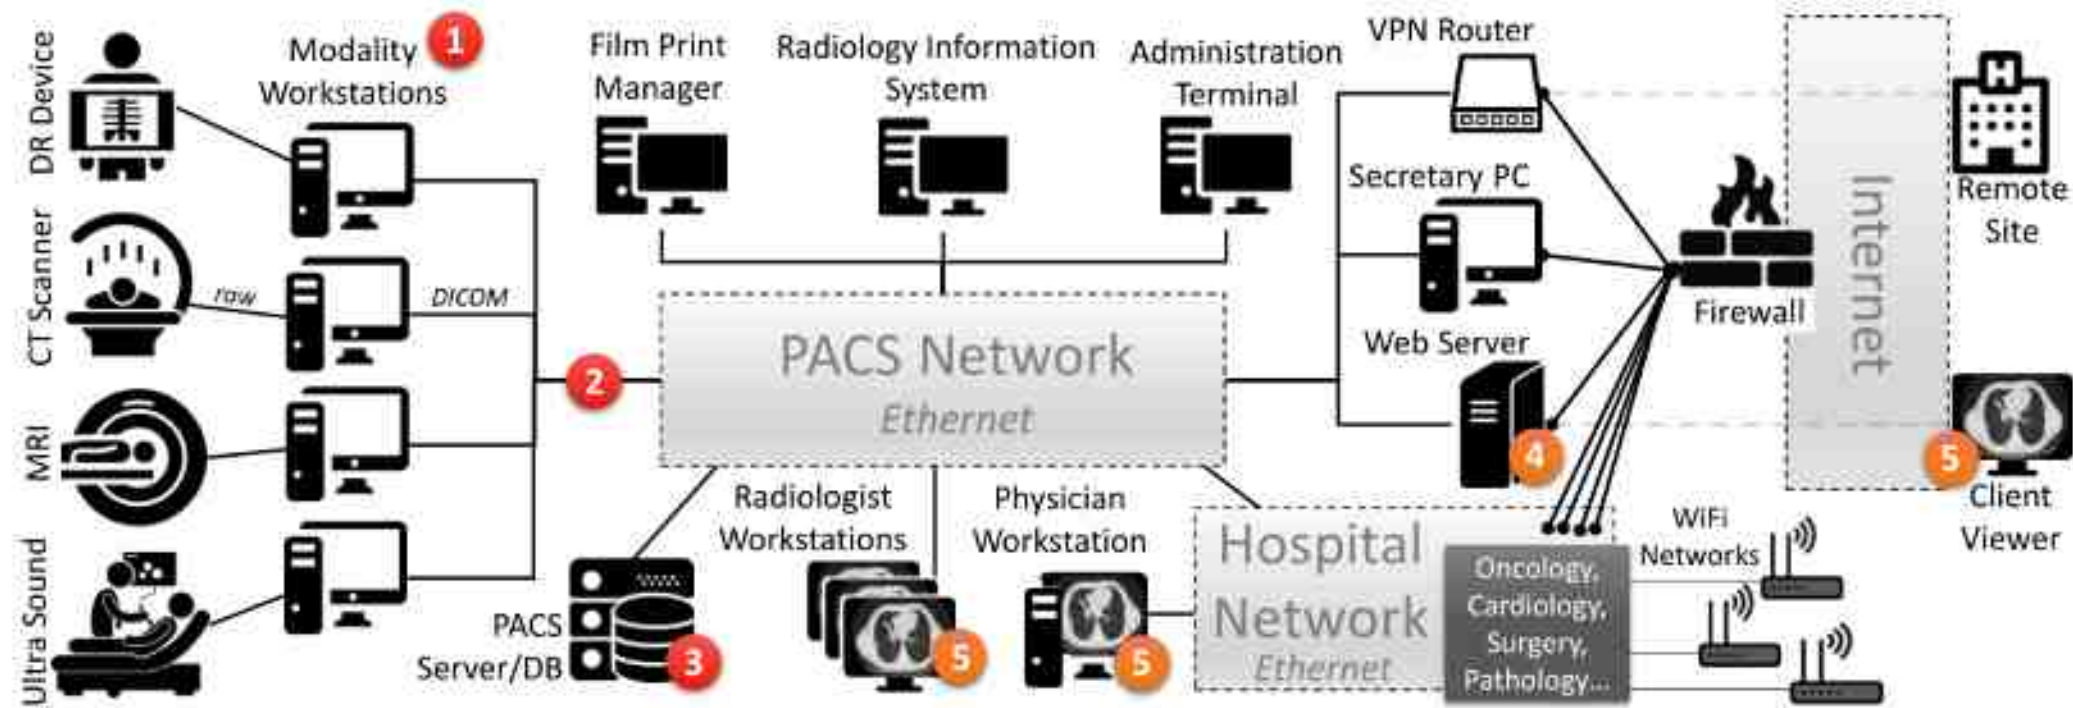 DR Device
CT Scanner
MRI
Ultra Sound
Modality
Workstations
1
raw
DICOM
2
Film Print
Manager
Radiology Information
System
Administration
Terminal
PACS Network
Ethernet
PACS
Server/DB
3
Radiologist
Workstations
5
Physician
Workstation
5
VPN Router
Secretary PC
Web Server
4
Firewall
Internet
Remote
Site
5
Client
Viewer
Hospital
Network
Ethernet
Oncology,
Cardiology,
Surgery,
Pathology...
WiFi
Networks
H